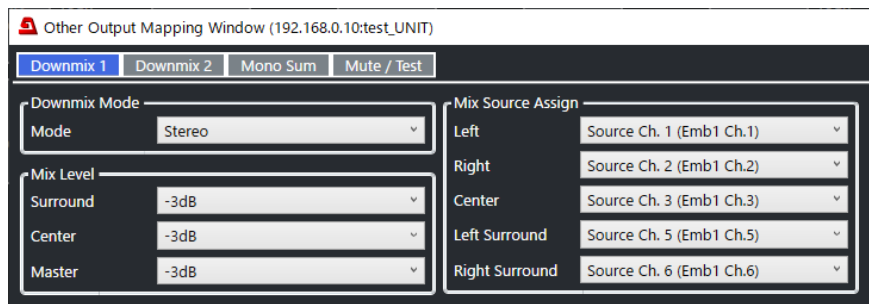 Other Output Mapping Window (192.168.0.10:test_UNIT)
Downmix 1 Downmix 2 Mono Sum Mute / Test
Downmix Mode
Mode Stereo
Mix Level
Surround -3dB
Center -3dB
Master -3dB
Mix Source Assign
Left Source Ch. 1 (Emb1 Ch.1)
Right Source Ch. 2 (Emb1 Ch.2)
Center Source Ch. 3 (Emb1 Ch.3)
Left Surround Source Ch. 5 (Emb1 Ch.5)
Right Surround Source Ch. 6 (Emb1 Ch.6)